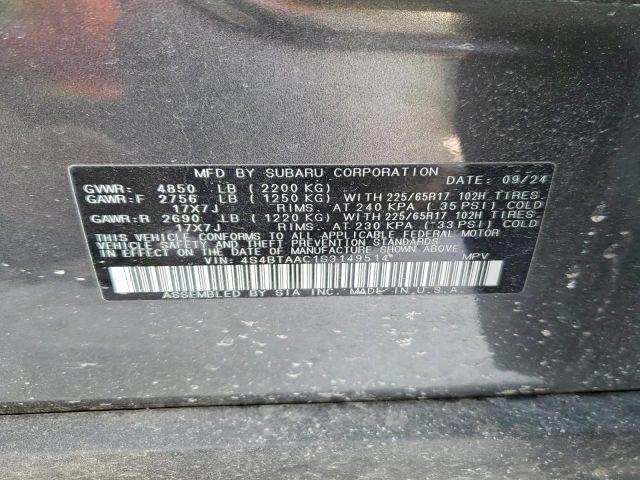 MFD BY SUBARU CORPORATION DATE: 09/24
GVWR: 4850 LB (2200 KG)
GAWR:F 2756 LB (1250 KG) WITH 225/65R17 102H TIRES.
17X7J RIMS. AT 240 KPA (35 PSI) COLD
GAWR:R 2690 LB (1220 KG) WITH 225/65R17 102H TIRES.
17X7J RIMS. AT 230 KPA (33 PSI) COLD
THIS VEHICLE CONFORMS TO ALL APPLICABLE FEDERAL MOTOR
VEHICLE SAFETY AND THEFT PREVENTION STANDARDS
IN EFFECT ON THE DATE OF MANUFACTURE SHOWN ABOVE.
VIN: 4S4BTAAC1S3149514 MPV
ASSEMBLED BY SIA INC. MADE IN U.S.A.